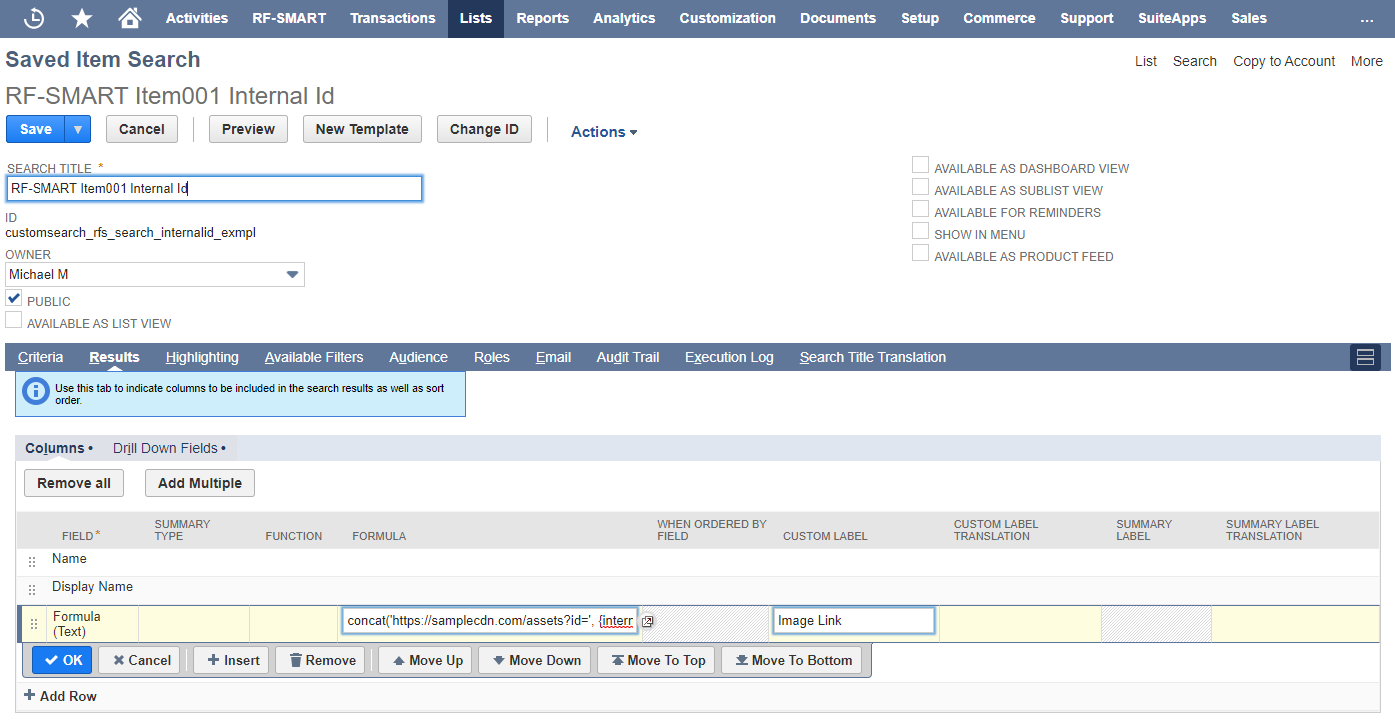 Activities RF-SMART Transactions Lists Reports Analytics Customization Documents Setup Commerce Support SuiteApps Sales ...
Saved Item Search
List Search Copy to Account More
RF-SMART Item001 Internal Id
Save Cancel Preview New Template Change ID Actions
SEARCH TITLE *
RF-SMART Item001 Internal Id
ID
customsearch_rfs_search_internalid_exmpl
OWNER
Michael M
PUBLIC
AVAILABLE AS LIST VIEW
AVAILABLE AS DASHBOARD VIEW
AVAILABLE AS SUBLIST VIEW
AVAILABLE FOR REMINDERS
SHOW IN MENU
AVAILABLE AS PRODUCT FEED
Criteria Results Highlighting Available Filters Audience Roles Email Audit Trail Execution Log Search Title Translation
Use this tab to indicate columns to be included in the search results as well as sort
order.
Columns • Drill Down Fields •
Remove all Add Multiple
FIELD * SUMMARY TYPE FUNCTION FORMULA WHEN ORDERED BY FIELD CUSTOM LABEL CUSTOM LABEL TRANSLATION SUMMARY LABEL SUMMARY LABEL TRANSLATION
Name
Display Name
Formula (Text) concat('https://samplecdn.com/assets?id=', {interr Image Link
OK Cancel Insert Remove Move Up Move Down Move To Top Move To Bottom
Add Row